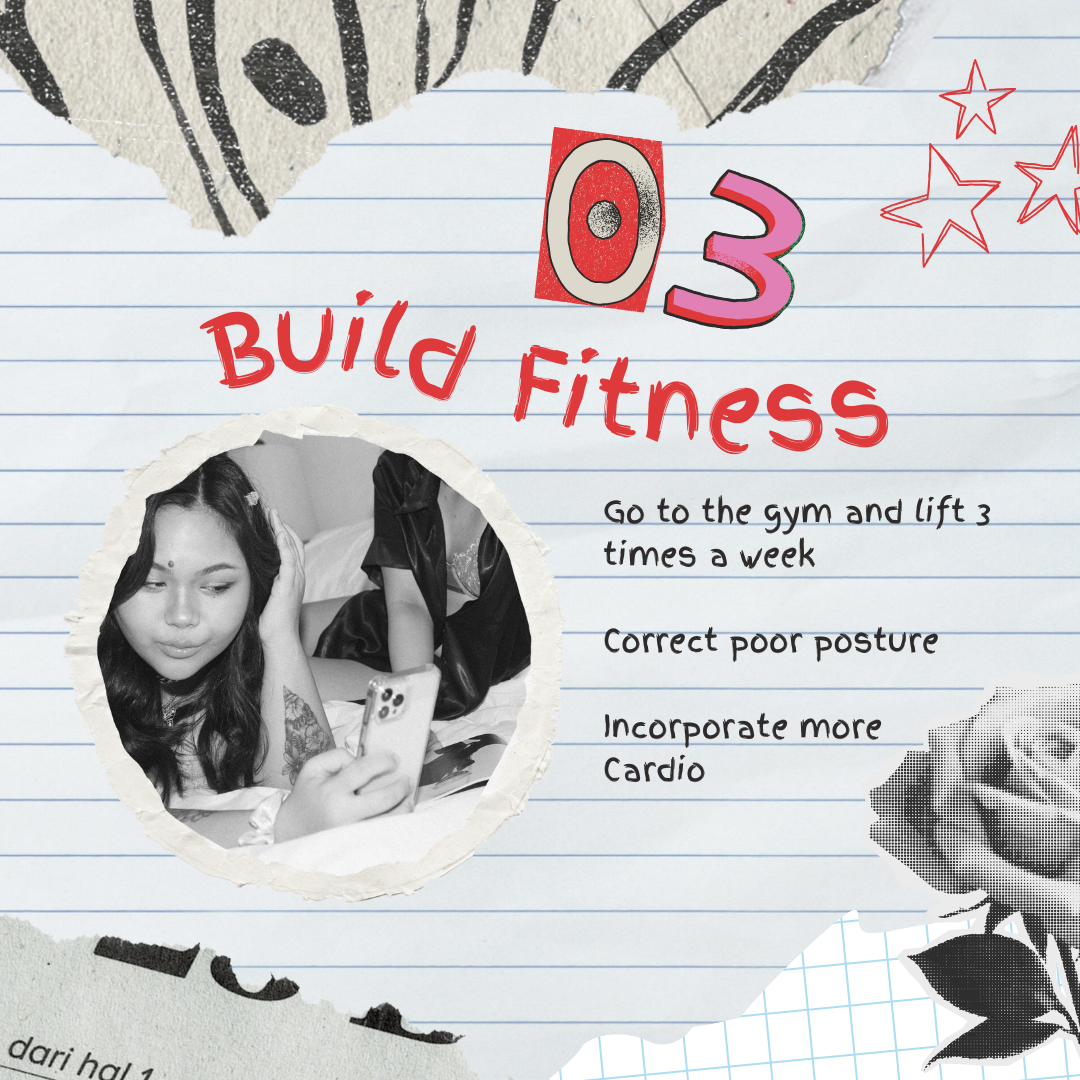 03
Build Fitness
Go to the gym and lift 3
times a week
Correct poor posture
Incorporate more
Cardio
dari hal 1